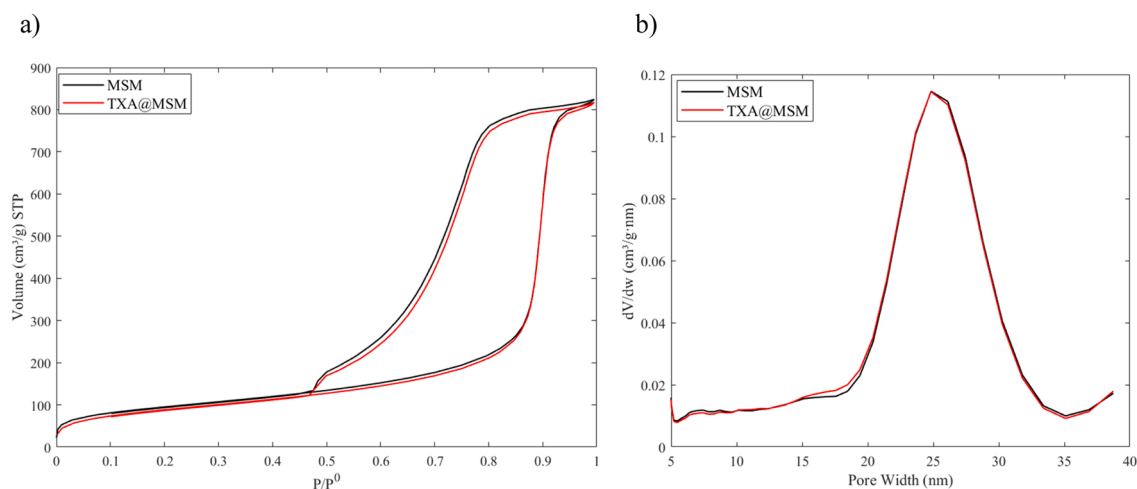 a)
900
800
700
600
500
400
300
200
100
0
Volume (cm³/g) STP
MSM
TXA@MSM
0 0.1 0.2 0.3 0.4 0.5 0.6 0.7 0.8 0.9 1
P/P⁰
b)
0.12
0.1
0.08
0.06
0.04
0.02
0
dV/dw (cm³/g·nm)
MSM
TXA@MSM
5 10 15 20 25 30 35 40
Pore Width (nm)